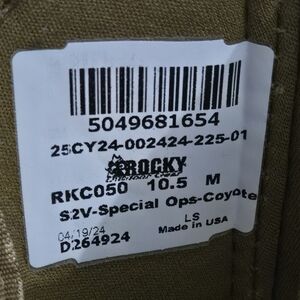 5049681654
25CY24-002424-225-01
ROCKY
RKC050 10.5 M
S2V-Special Ops-Coyote
04/19/24 LS
Made in USA
D264924